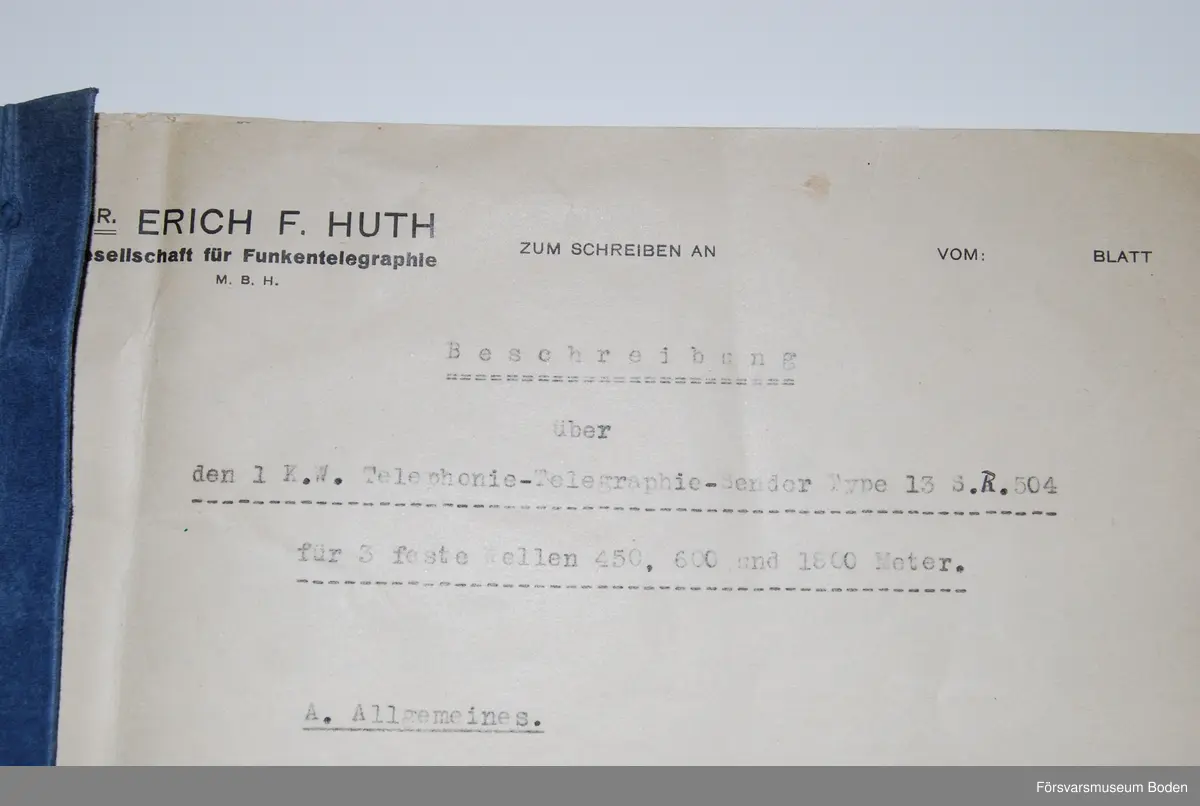 R. ERICH F. HUTH
esellschaft für Funkentelegraphie
M. B. H.
ZUM SCHREIBEN AN VOM: BLATT
Beschreibung
über
den 1 K.W. Telephonie-Telegraphie-Sender Type 13 S.R.504
für 3 feste Wellen 450, 600 und 1800 Meter.
A. Allgemeines.
Försvarsmuseum Boden